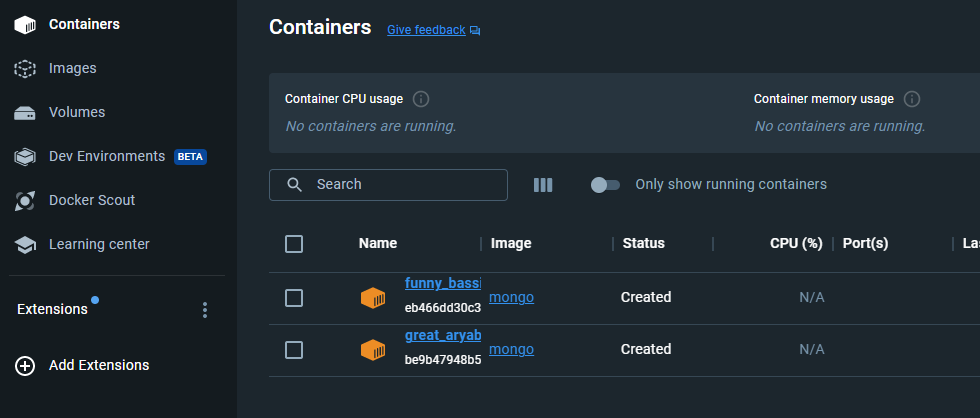 Containers
Images
Volumes
Dev Environments BETA
Docker Scout
Learning center
Extensions
Add Extensions
Containers Give feedback
Container CPU usage
No containers are running.
Container memory usage
No containers are running.
Search
Only show running containers
Name Image Status CPU (%) Port(s) Las
funny_bassi
eb466dd30c3
mongo Created N/A
great_aryab
be9b47948b5
mongo Created N/A